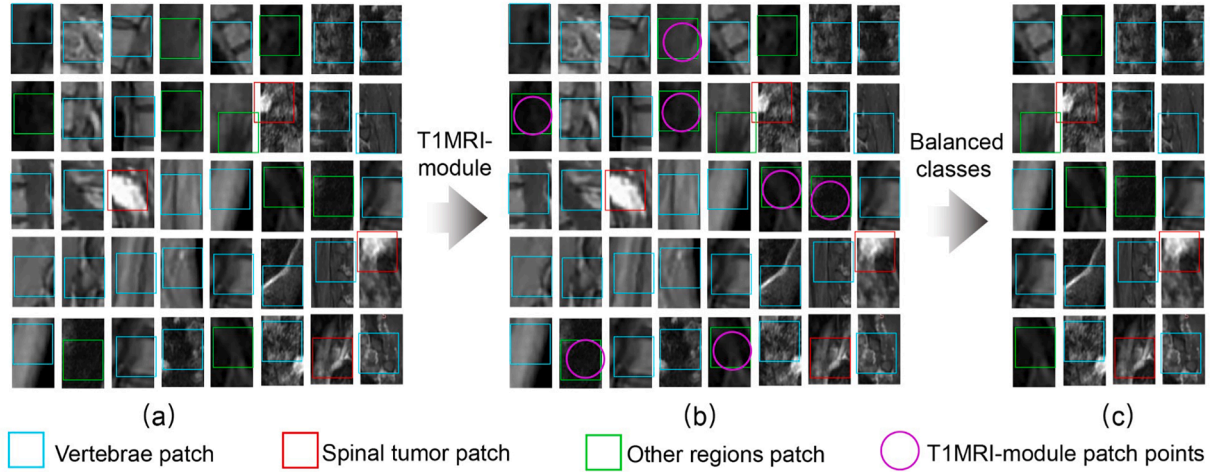 T1MRI-
module
Balanced
classes
(a)
(b)
(c)
Vertebrae patch
Spinal tumor patch
Other regions patch
T1MRI-module patch points